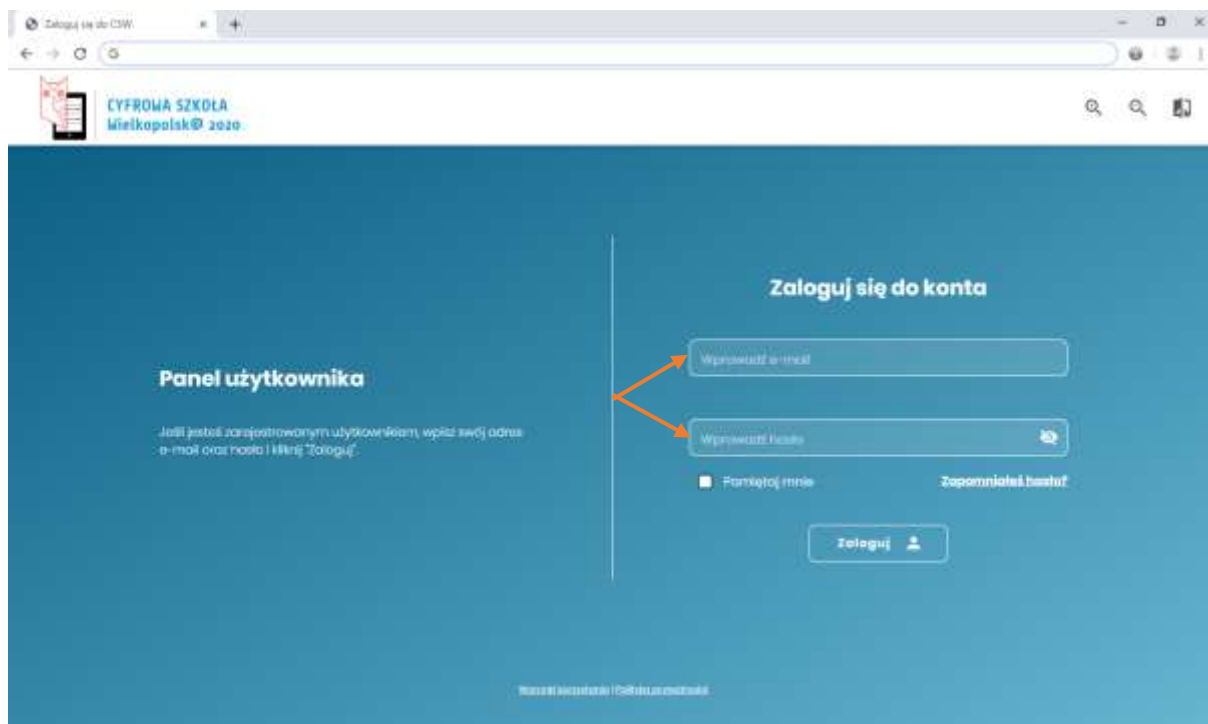 Zaloguj się do CSW
CYFROWA SZKOŁA
Wielkopolsk@ 2020
Zaloguj się do konta
Wprowadź e-mail
Panel użytkownika
Jeśli jesteś zarejestrowanym użytkownikiem, wpisz swój adres
e-mail oraz hasło i kliknij "Zaloguj".
Wprowadź hasło
Pamiętaj mnie
Zapomniałeś hasła?
Zaloguj